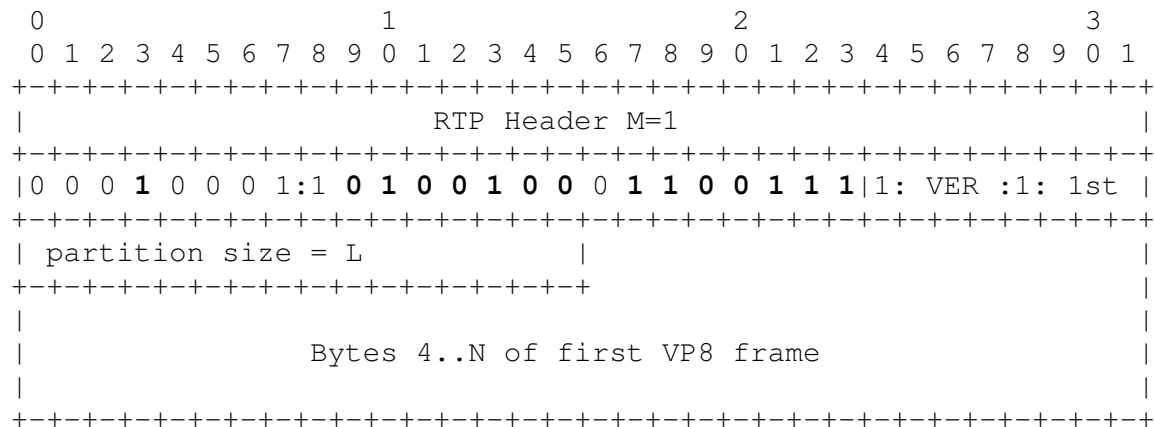 0                   1                   2                   3
 0 1 2 3 4 5 6 7 8 9 0 1 2 3 4 5 6 7 8 9 0 1 2 3 4 5 6 7 8 9 0 1
+-+-+-+-+-+-+-+-+-+-+-+-+-+-+-+-+-+-+-+-+-+-+-+-+-+-+-+-+-+-+-+-+
|                       RTP Header M=1                          |
+-+-+-+-+-+-+-+-+-+-+-+-+-+-+-+-+-+-+-+-+-+-+-+-+-+-+-+-+-+-+-+-+
|0 0 0 1 0 0 0 1:1 0 1 0 0 1 0 0 0 1 1 0 0 1 1 1|1: VER :1: 1st |
+-+-+-+-+-+-+-+-+-+-+-+-+-+-+-+-+-+-+-+-+-+-+-+-+-+-+-+-+-+-+-+-+
| partition size = L            |                               |
+-+-+-+-+-+-+-+-+-+-+-+-+-+-+-+-+                               |
|                                                               |
|                Bytes 4..N of first VP8 frame                  |
|                                                               |
+-+-+-+-+-+-+-+-+-+-+-+-+-+-+-+-+-+-+-+-+-+-+-+-+-+-+-+-+-+-+-+-+